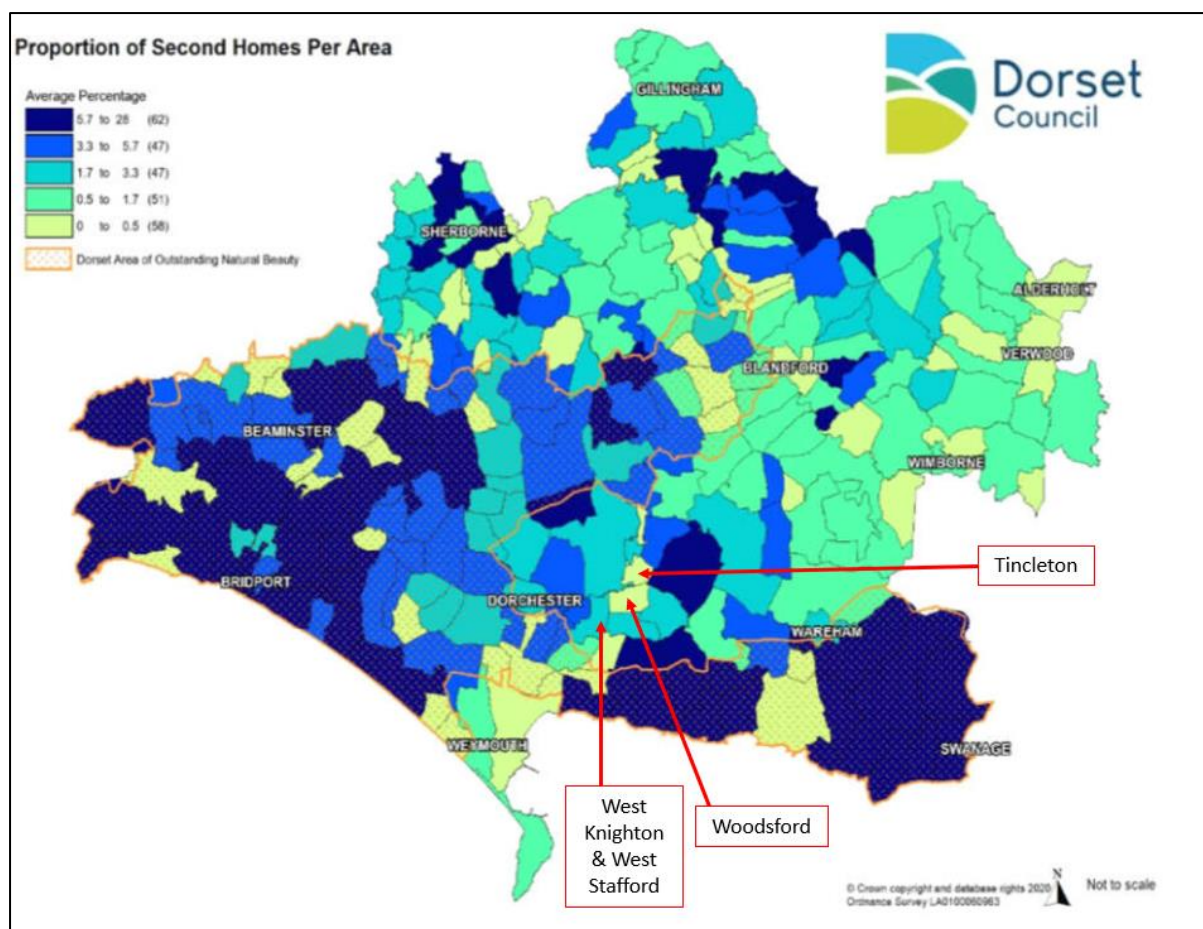 Proportion of Second Homes Per Area
Average Percentage
5.7 to 28 (62)
3.3 to 5.7 (47)
1.7 to 3.3 (47)
0.5 to 1.7 (51)
0 to 0.5 (58)
Dorset Area of Outstanding Natural Beauty
Dorset
Council
GILLINGHAM
SHERBORNE
ALDERHOLT
VERWOOD
BLANDFORD
BEAMINSTER
WIMBORNE
Tincleton
BRIDPORT
DORCHESTER
WAREHAM
WEYMOUTH
SWANAGE
West
Knighton
& West
Stafford
Woodsford
© Crown copyright and database rights 2020
Ordnance Survey LA0100060963
N
Not to scale